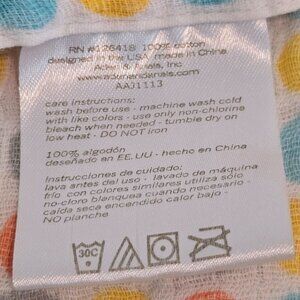 RN #126418 100% cotton
designed in the USA. made in China
Aden & Anais, Inc.
www.adenandanais.com
AA01113
care instructions:
wash before use - machine wash cold
with like colors - use only non-chlorine
bleach when needed - tumble dry on
low heat - DO NOT iron
100% algodón
diseñado en EE.UU - hecho en China
Instrucciones de cuidado:
lava antes del uso - lavado de máquina sólo
frío con colores similares utiliza sólo
no-cloro blanquea cuando necesario -
caída seca encendido calor bajo -
NO planche
30C